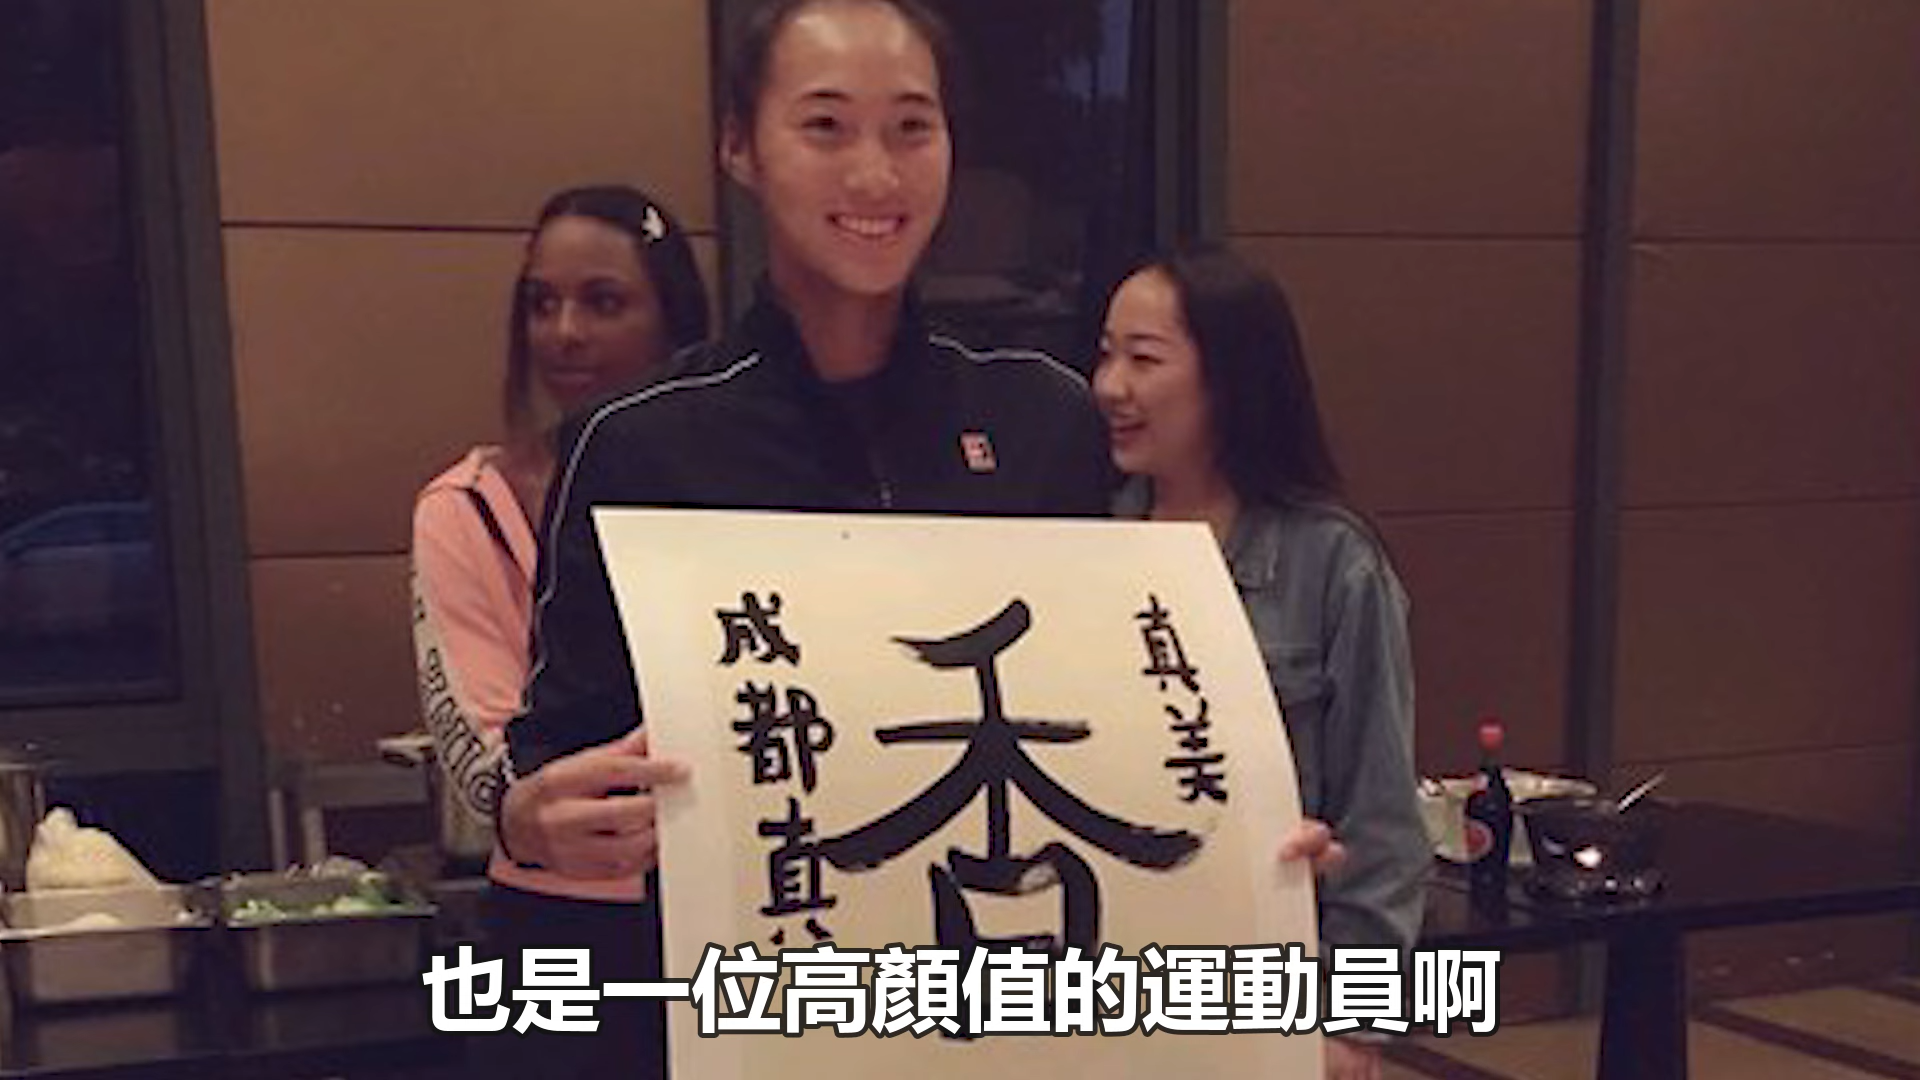 真美
香
成都真
也是一位高顏值的運動員啊